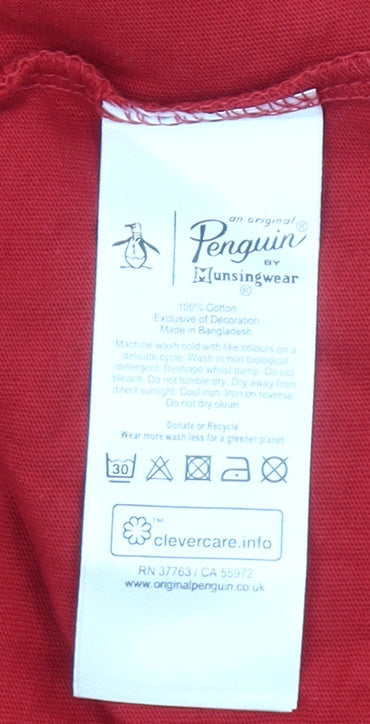 an original ®
Penguin
BY
Munsingwear
®
100% Cotton
Exclusive of Decoration
Made in Bangladesh
Machine wash cold with like colours on a
delicate cycle. Wash in non biological
detergent. Reshape whilst damp. Do not
bleach. Do not tumble dry. Dry away from
direct sunlight. Cool iron. Iron on reverse.
Do not dry clean.
Donate or Recycle
Wear more wash less for a greener planet
30
™
clevercare.info
RN 37763 / CA 55972
www.originalpenguin.co.uk